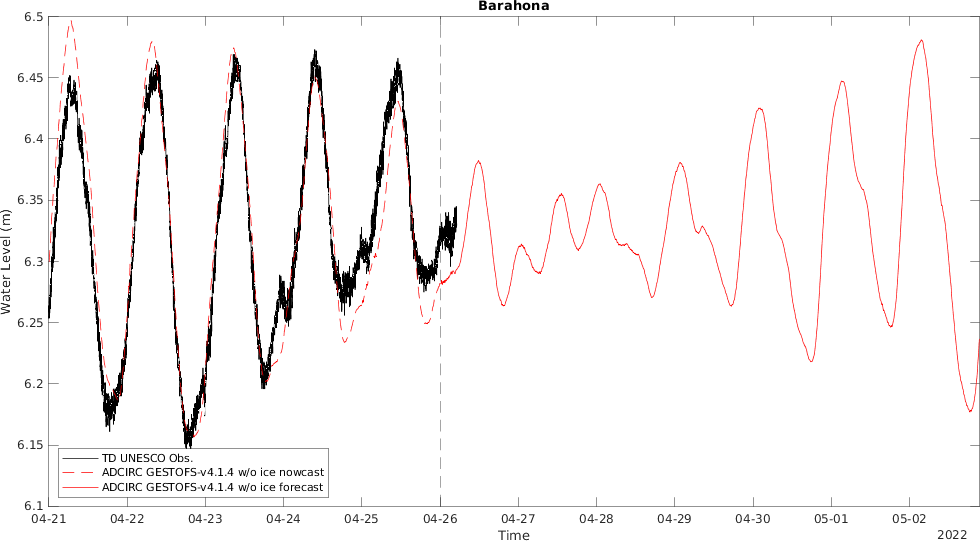 Barahona
6.5
6.45
6.4
6.35
6.3
6.25
6.2
6.15
6.1
Water Level (m)
TD UNESCO Obs.
ADCIRC GESTOFS-v4.1.4 w/o ice nowcast
ADCIRC GESTOFS-v4.1.4 w/o ice forecast
04-21 04-22 04-23 04-24 04-25 04-26 04-27 04-28 04-29 04-30 05-01 05-02
Time
2022